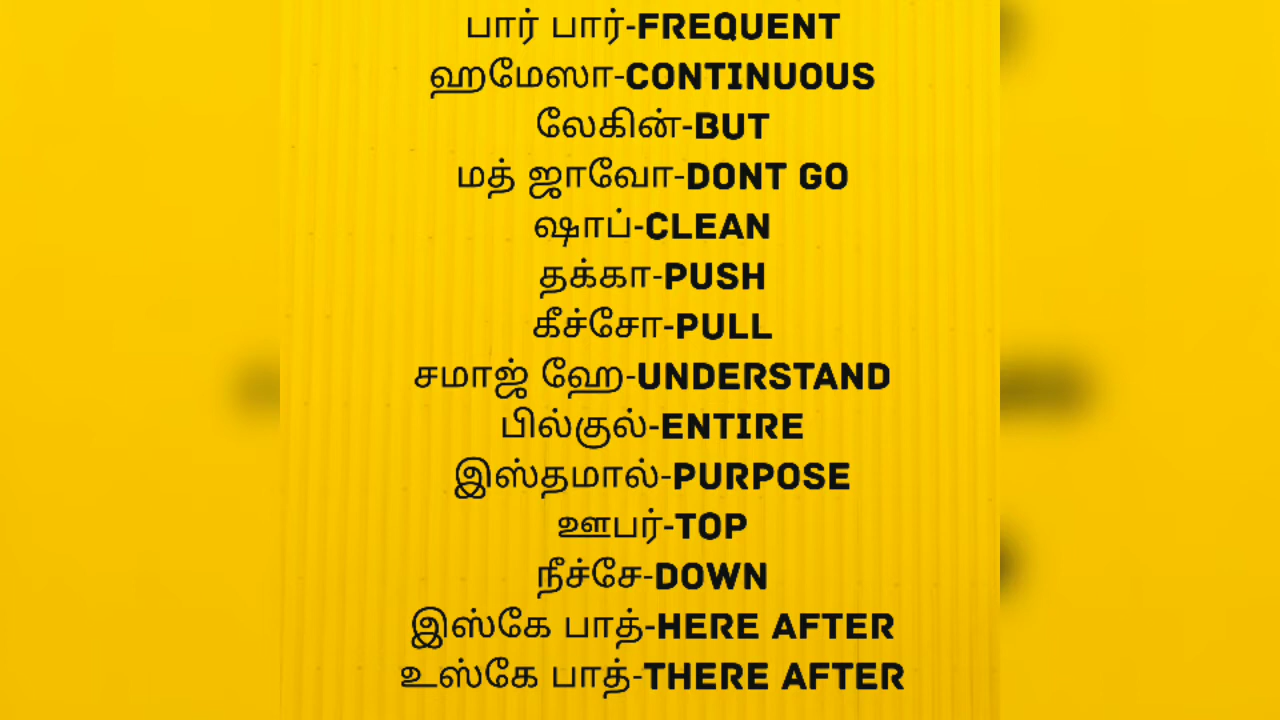 பார் பார்-FREQUENT
ஹமேஸா-CONTINUOUS
லேகின்-BUT
மத் ஜாவோ-DONT GO
ஷாப்-CLEAN
தக்கா-PUSH
கீச்சோ-PULL
சமாஜ் ஹே-UNDERSTAND
பில்குல்-ENTIRE
இஸ்தமால்-PURPOSE
ஊபர்-TOP
நீச்சே-DOWN
இஸ்கே பாத்-HERE AFTER
உஸ்கே பாத்-THERE AFTER